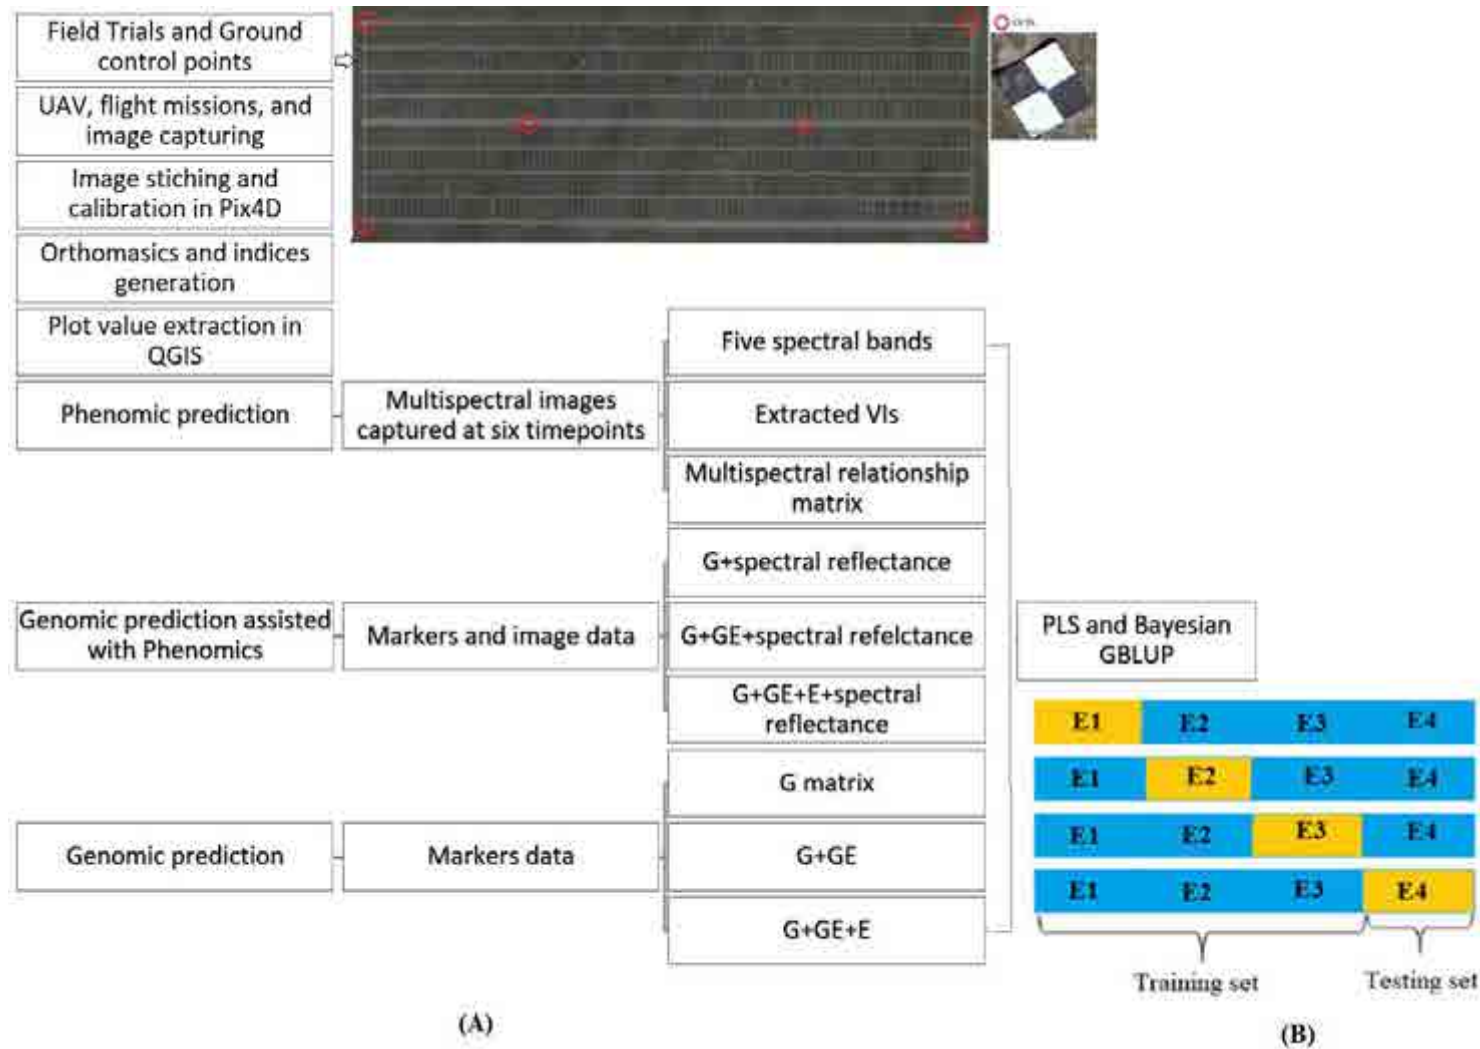 Field Trials and Ground
control points
UAV, flight missions, and
image capturing
Image stiching and
calibration in Pix4D
Orthomasics and indices
generation
Plot value extraction in
QGIS
Phenomic prediction
Multispectral images
captured at six timepoints
Five spectral bands
Extracted VIs
Multispectral relationship
matrix
Genomic prediction assisted
with Phenomics
Markers and image data
G+spectral reflectance
G+GE+spectral refelctance
G+GE+E+spectral
reflectance
Genomic prediction
Markers data
G matrix
G+GE
G+GE+E
PLS and Bayesian
GBLUP
E1 E2 E3 E4
E1 E2 E3 E4
E1 E2 E3 E4
E1 E2 E3 E4
Training set
Testing set
(A)
(B)